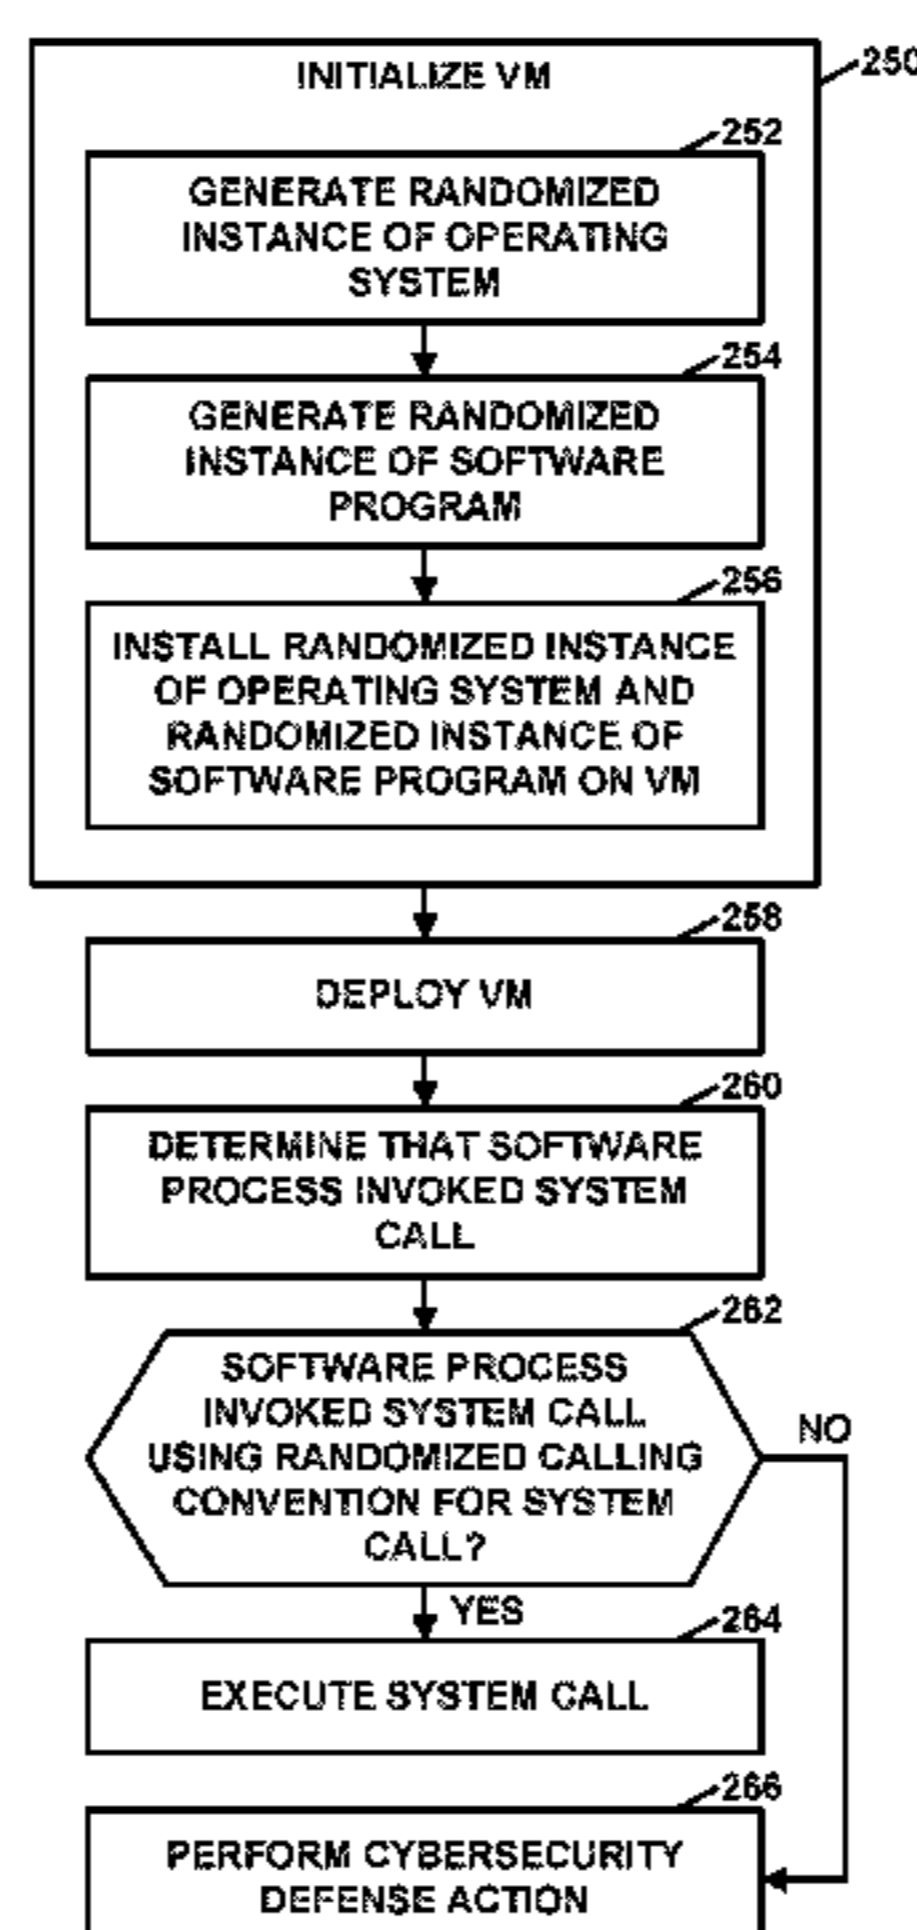 INITIALIZE VM
250
252
GENERATE RANDOMIZED
INSTANCE OF OPERATING
SYSTEM
254
GENERATE RANDOMIZED
INSTANCE OF SOFTWARE
PROGRAM
256
INSTALL RANDOMIZED INSTANCE
OF OPERATING SYSTEM AND
RANDOMIZED INSTANCE OF
SOFTWARE PROGRAM ON VM
258
DEPLOY VM
260
DETERMINE THAT SOFTWARE
PROCESS INVOKED SYSTEM
CALL
262
SOFTWARE PROCESS
INVOKED SYSTEM CALL
USING RANDOMIZED CALLING
CONVENTION FOR SYSTEM
CALL?
NO
YES
264
EXECUTE SYSTEM CALL
266
PERFORM CYBERSECURITY
DEFENSE ACTION